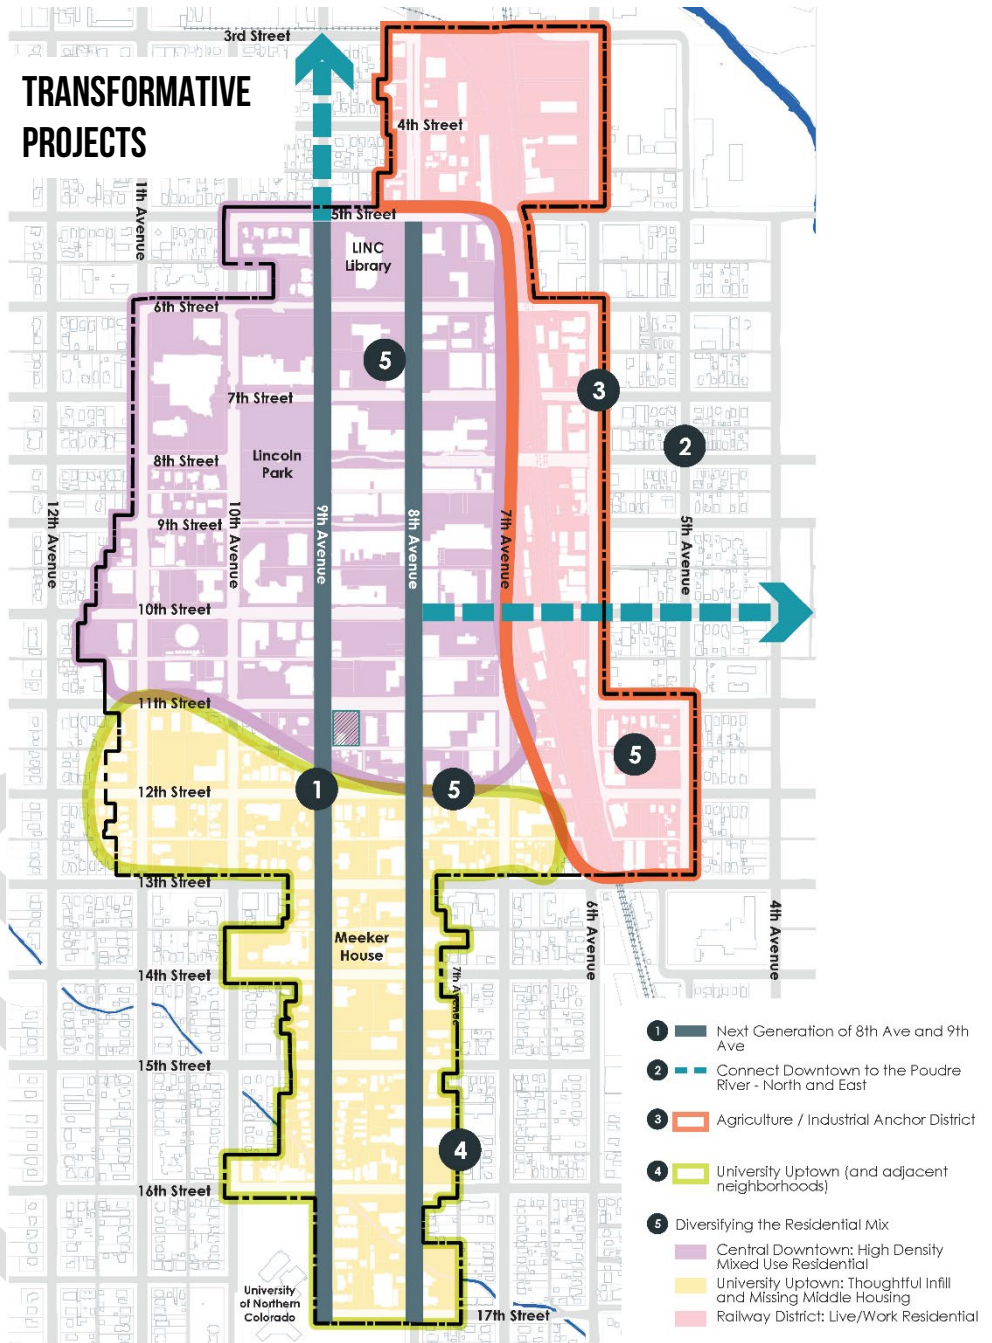 3rd Street
TRANSFORMATIVE
PROJECTS
4th Street
1th Avenue
5th Street
LINC
Library
6th Street
5
3
7th Street
2
Lincoln
Park
8th Street
12th Avenue
9th Street
10th Avenue
9th Avenue
8th Avenue
7th Avenue
5th Avenue
10th Street
11th Street
5
12th Street
1
5
13th Street
6th Avenue
4th Avenue
Meeker
House
14th Street
7th Avenue
15th Street
4
16th Street
University
of Northern
Colorado
17th Street
1 Next Generation of 8th Ave and 9th
Ave
2 Connect Downtown to the Poudre
River - North and East
3 Agriculture / Industrial Anchor District
4 University Uptown (and adjacent
neighborhoods)
5 Diversifying the Residential Mix
Central Downtown: High Density
Mixed Use Residential
University Uptown: Thoughtful Infill
and Missing Middle Housing
Railway District: Live/Work Residential